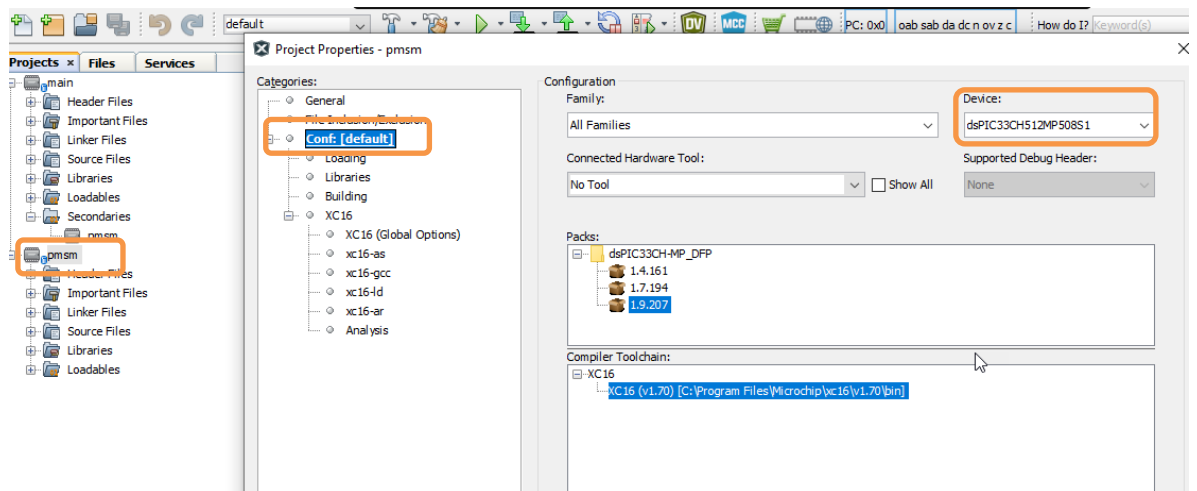 default
DV
MCC
PC: 0x0
oab sab da dc n ov z c
How do I?
Keyword(s)
Project Properties - pmsm
Projects ×
Files
Services
main
Header Files
Important Files
Linker Files
Source Files
Libraries
Loadables
Secondaries
pmsm
pmsm
Header Files
Important Files
Linker Files
Source Files
Libraries
Loadables
Categories:
General
File Inclusion/Exclusion
Conf: [default]
Loading
Libraries
Building
XC16
XC16 (Global Options)
xc16-as
xc16-gcc
xc16-ld
xc16-ar
Analysis
Configuration
Family:
Device:
All Families
dsPIC33CH512MP508S1
Connected Hardware Tool:
Supported Debug Header:
No Tool
Show All
None
Packs:
dsPIC33CH-MP_DFP
1.4.161
1.7.194
1.9.207
Compiler Toolchain:
XC16
XC16 (v1.70) [C:\Program Files\Microchip\xc16\v1.70\bin]